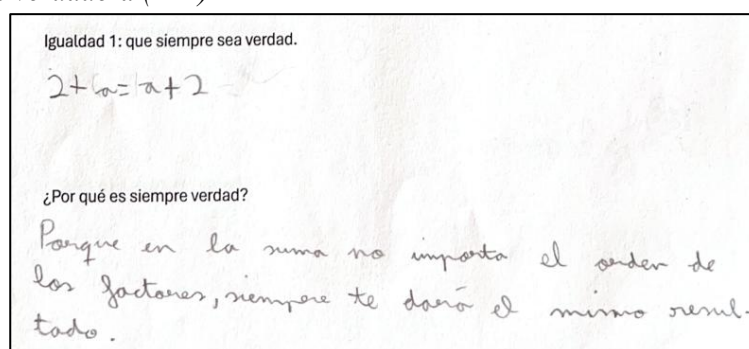 Igualdad 1: que siempre sea verdad.
2+a=a+2
¿Por qué es siempre verdad?
Porque en la suma no importa el orden de
los factores, siempre te dará el mismo resul-
tado.